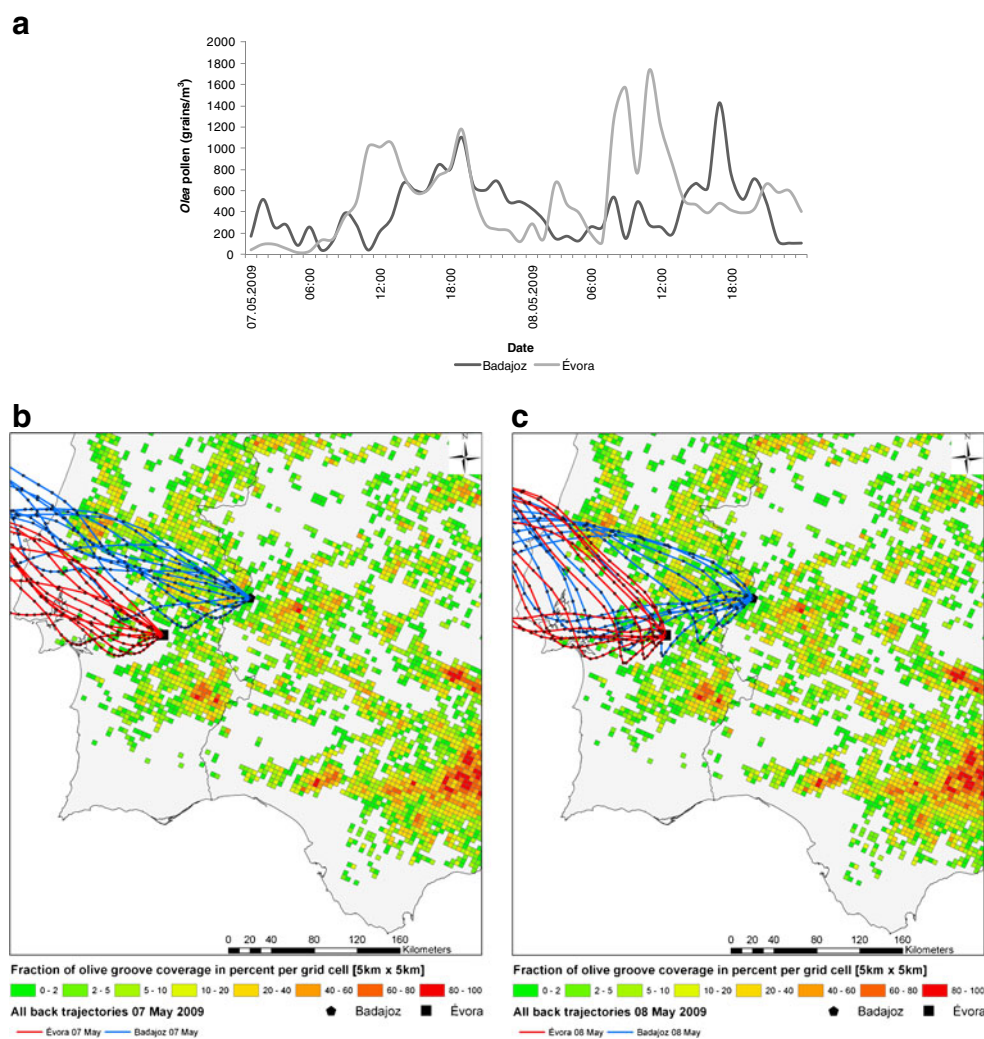 a
2000
1800
1600
1400
1200
1000
800
600
400
200
0
Olea pollen (grains/m³)
07.05.2009
06:00
12:00
18:00
08.05.2009
06:00
12:00
18:00
Date
Badajoz Évora
b
c
N
N
0 20 40 80 120 160
Kilometers
0 20 40 80 120 160
Kilometers
Fraction of olive groove coverage in percent per grid cell [5km x 5km]
0 - 2 2 - 5 5 - 10 10 - 20 20 - 40 40 - 60 60 - 80 80 - 100
All back trajectories 07 May 2009 Badajoz Évora
Évora 07 May Badajoz 07 May
Fraction of olive groove coverage in percent per grid cell [5km x 5km]
0 - 2 2 - 5 5 - 10 10 - 20 20 - 40 40 - 60 60 - 80 80 - 100
All back trajectories 08 May 2009 Badajoz Évora
Évora 08 May Badajoz 08 May